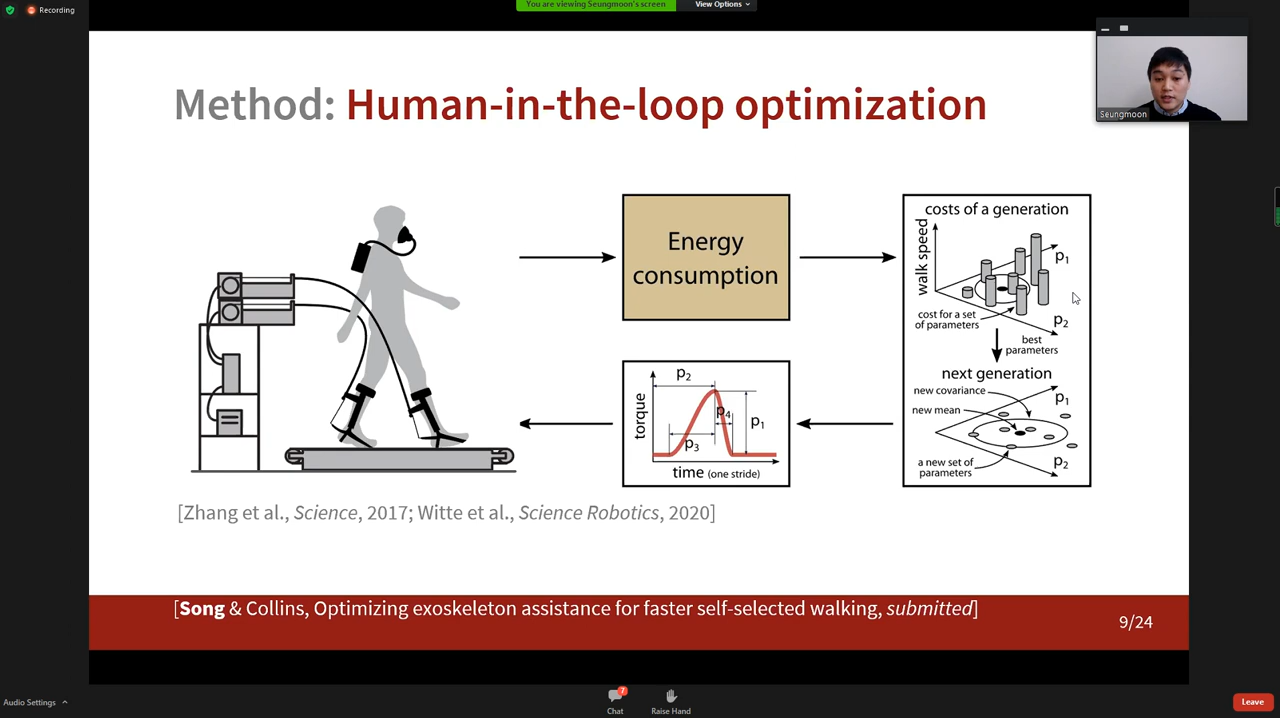 Recording
You are viewing Seungmoon's screen
View Options
Method: Human-in-the-loop optimization
Seungmoon
Energy
consumption
costs of a generation
walk speed
p1
p2
cost for a set
of parameters
best
parameters
next generation
new covariance
new mean
p1
p2
a new set of
parameters
p2
torque
p4
p1
p3
time (one stride)
[Zhang et al., Science, 2017; Witte et al., Science Robotics, 2020]
[Song & Collins, Optimizing exoskeleton assistance for faster self-selected walking, submitted]
9/24
Audio Settings
7
Chat
Raise Hand
Leave